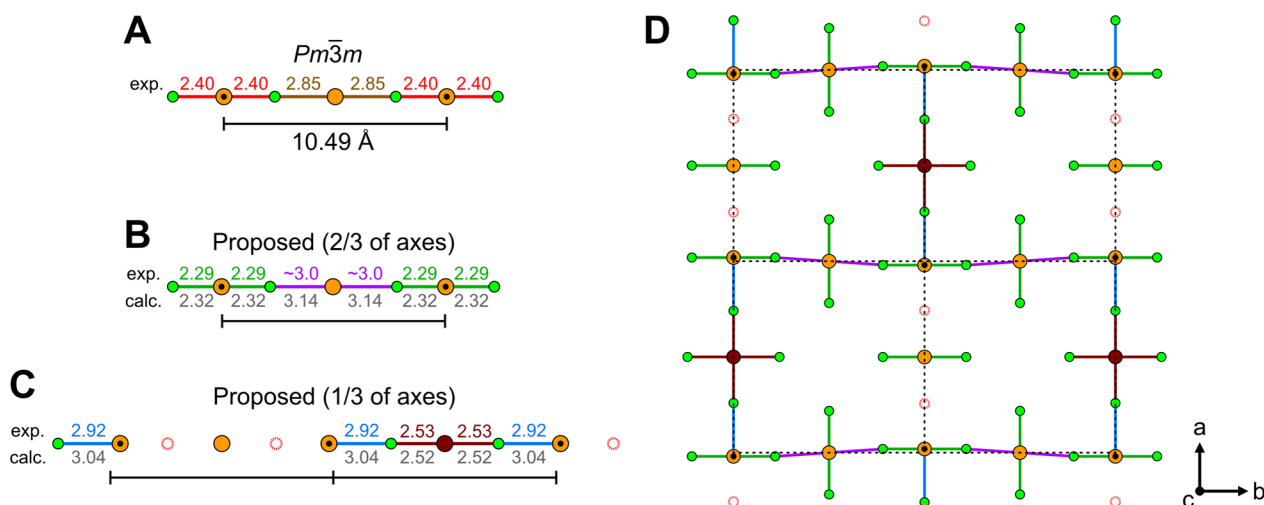 A
Pm3̅m
exp. 2.40 2.40 2.85 2.85 2.40 2.40
10.49 Å
B
Proposed (2/3 of axes)
exp. 2.29 2.29 ~3.0 ~3.0 2.29 2.29
calc. 2.32 2.32 3.14 3.14 2.32 2.32
C
Proposed (1/3 of axes)
exp. 2.92 2.92 2.53 2.53 2.92
calc. 3.04 3.04 2.52 2.52 3.04
D
a
c b